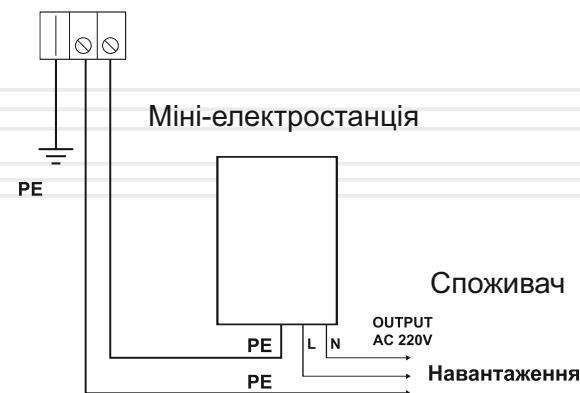 Міні-електростанція
PE
Споживач
OUTPUT
AC 220V
PE
L
N
Навантаження
PE